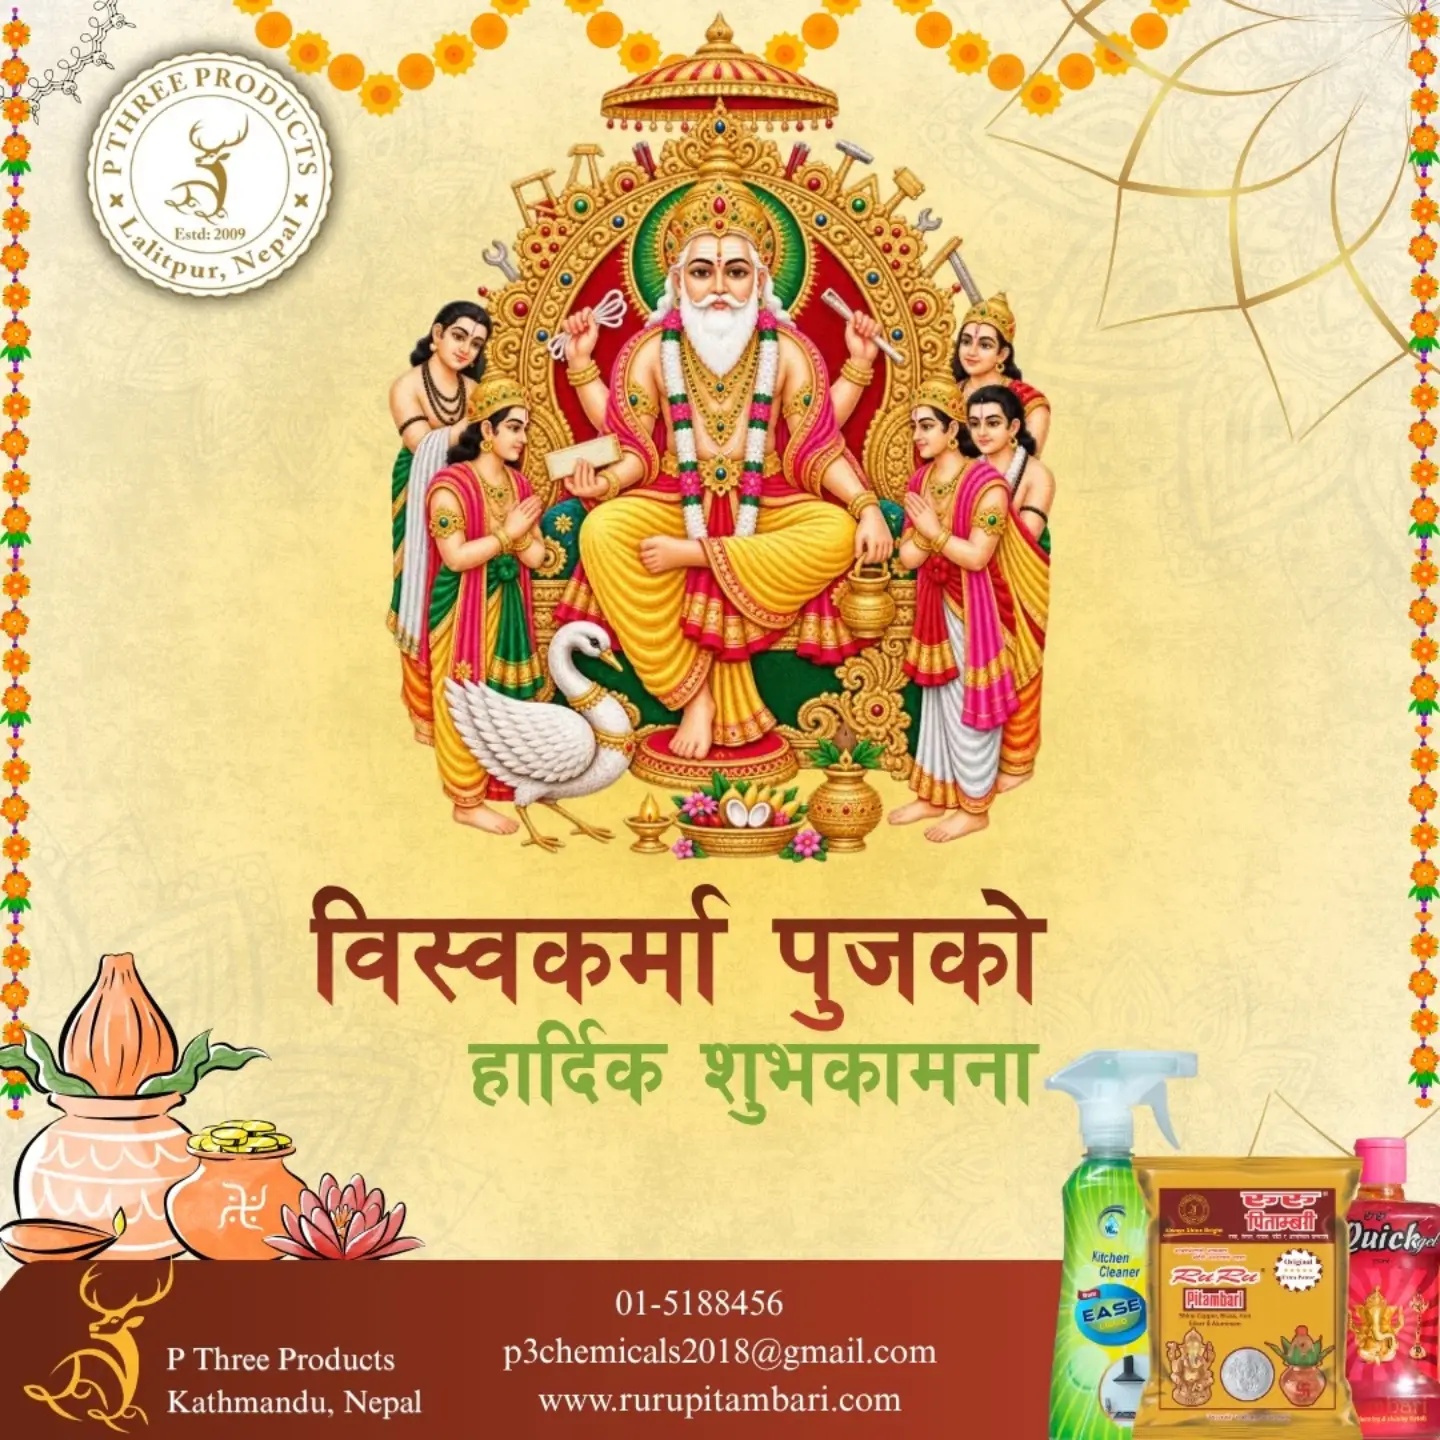 P THREE PRODUCTS
Estd: 2009
Lalitpur, Nepal
विस्वकर्मा पुजको
हार्दिक शुभकामना
Kitchen
Cleaner
EASE
रुरु
पिताम्बरी
RuRu
Pitambari
Original
Quick gel
01-5188456
P Three Products
p3chemicals2018@gmail.com
Kathmandu, Nepal
www.rurupitambari.com